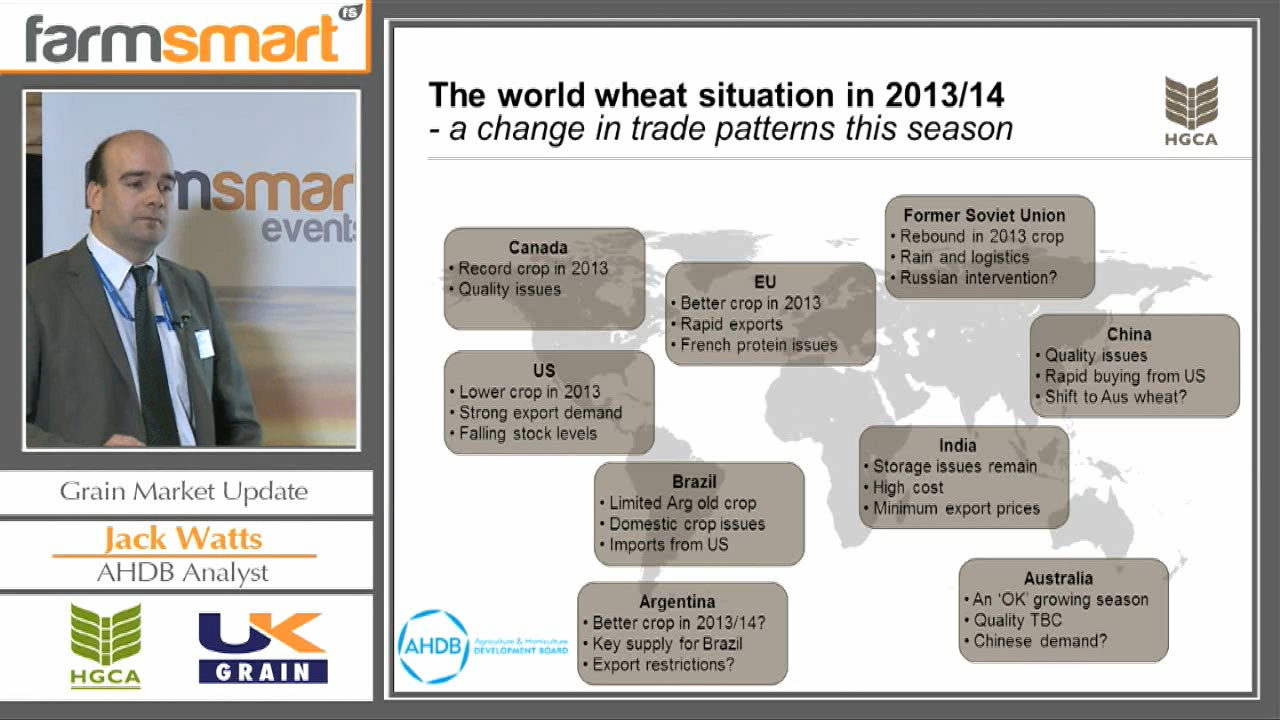 farmsmart fs
msmar
events
Grain Market Update
Jack Watts
AHDB Analyst
HGCA
UK
GRAIN
The world wheat situation in 2013/14
- a change in trade patterns this season
HGCA
Canada
• Record crop in 2013
• Quality issues
US
• Lower crop in 2013
• Strong export demand
• Falling stock levels
EU
• Better crop in 2013
• Rapid exports
• French protein issues
Former Soviet Union
• Rebound in 2013 crop
• Rain and logistics
• Russian intervention?
China
• Quality issues
• Rapid buying from US
• Shift to Aus wheat?
India
• Storage issues remain
• High cost
• Minimum export prices
Brazil
• Limited Arg old crop
• Domestic crop issues
• Imports from US
Argentina
• Better crop in 2013/14?
• Key supply for Brazil
• Export restrictions?
Australia
• An ‘OK’ growing season
• Quality TBC
• Chinese demand?
AHDB
Agriculture & Horticulture
DEVELOPMENT BOARD